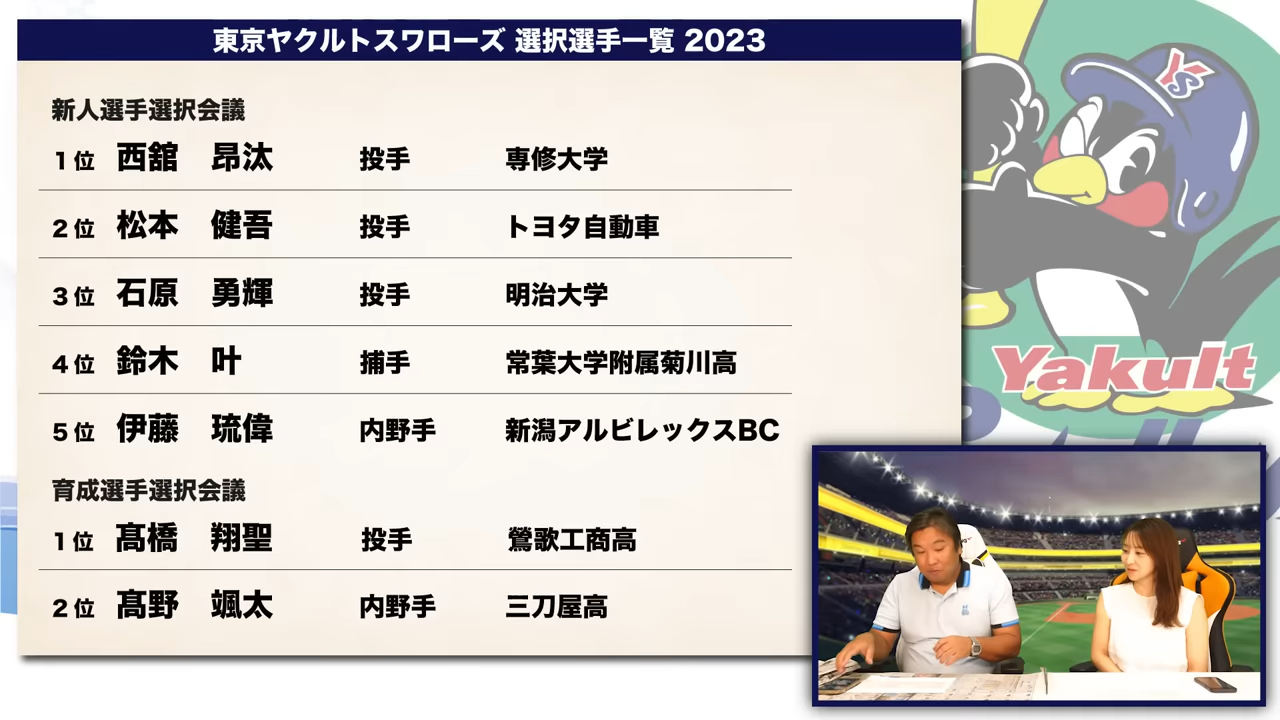 東京ヤクルトスワローズ 選択選手一覧 2023
新人選手選択会議
1位 西舘 昂汰 投手 専修大学
2位 松本 健吾 投手 トヨタ自動車
3位 石原 勇輝 投手 明治大学
4位 鈴木 叶 捕手 常葉大学附属菊川高
5位 伊藤 琉偉 内野手 新潟アルビレックスBC
育成選手選択会議
1位 髙橋 翔聖 投手 鶯歌工商高
2位 髙野 颯太 内野手 三刀屋高
YS
Yakult